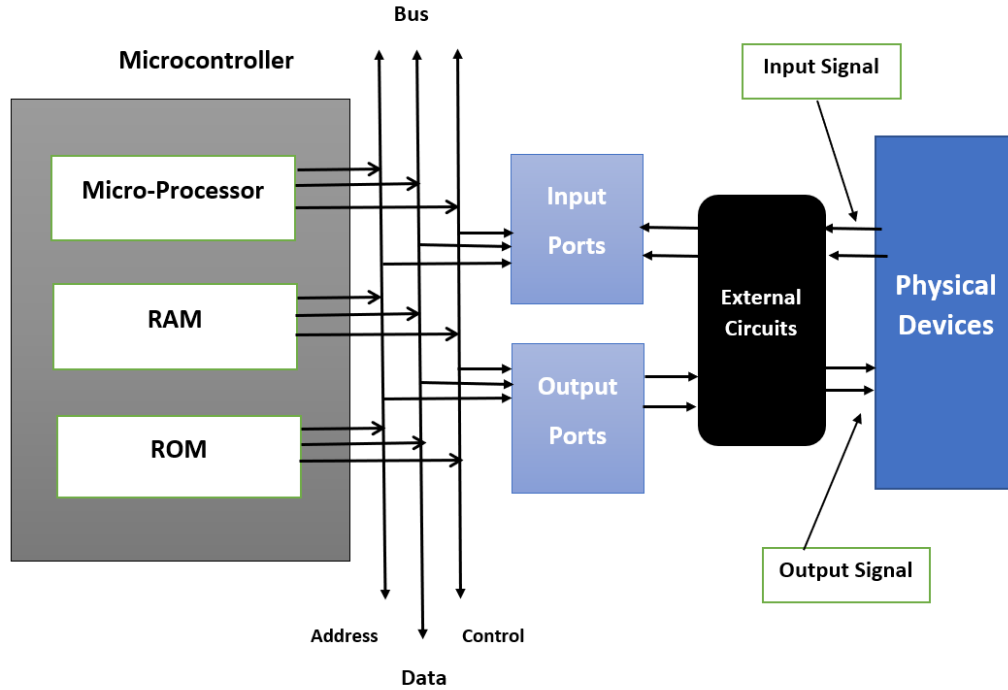 Bus
Microcontroller
Input Signal
Micro-Processor
Input
Ports
RAM
External
Circuits
Physical
Devices
Output
Ports
ROM
Output Signal
Address
Control
Data